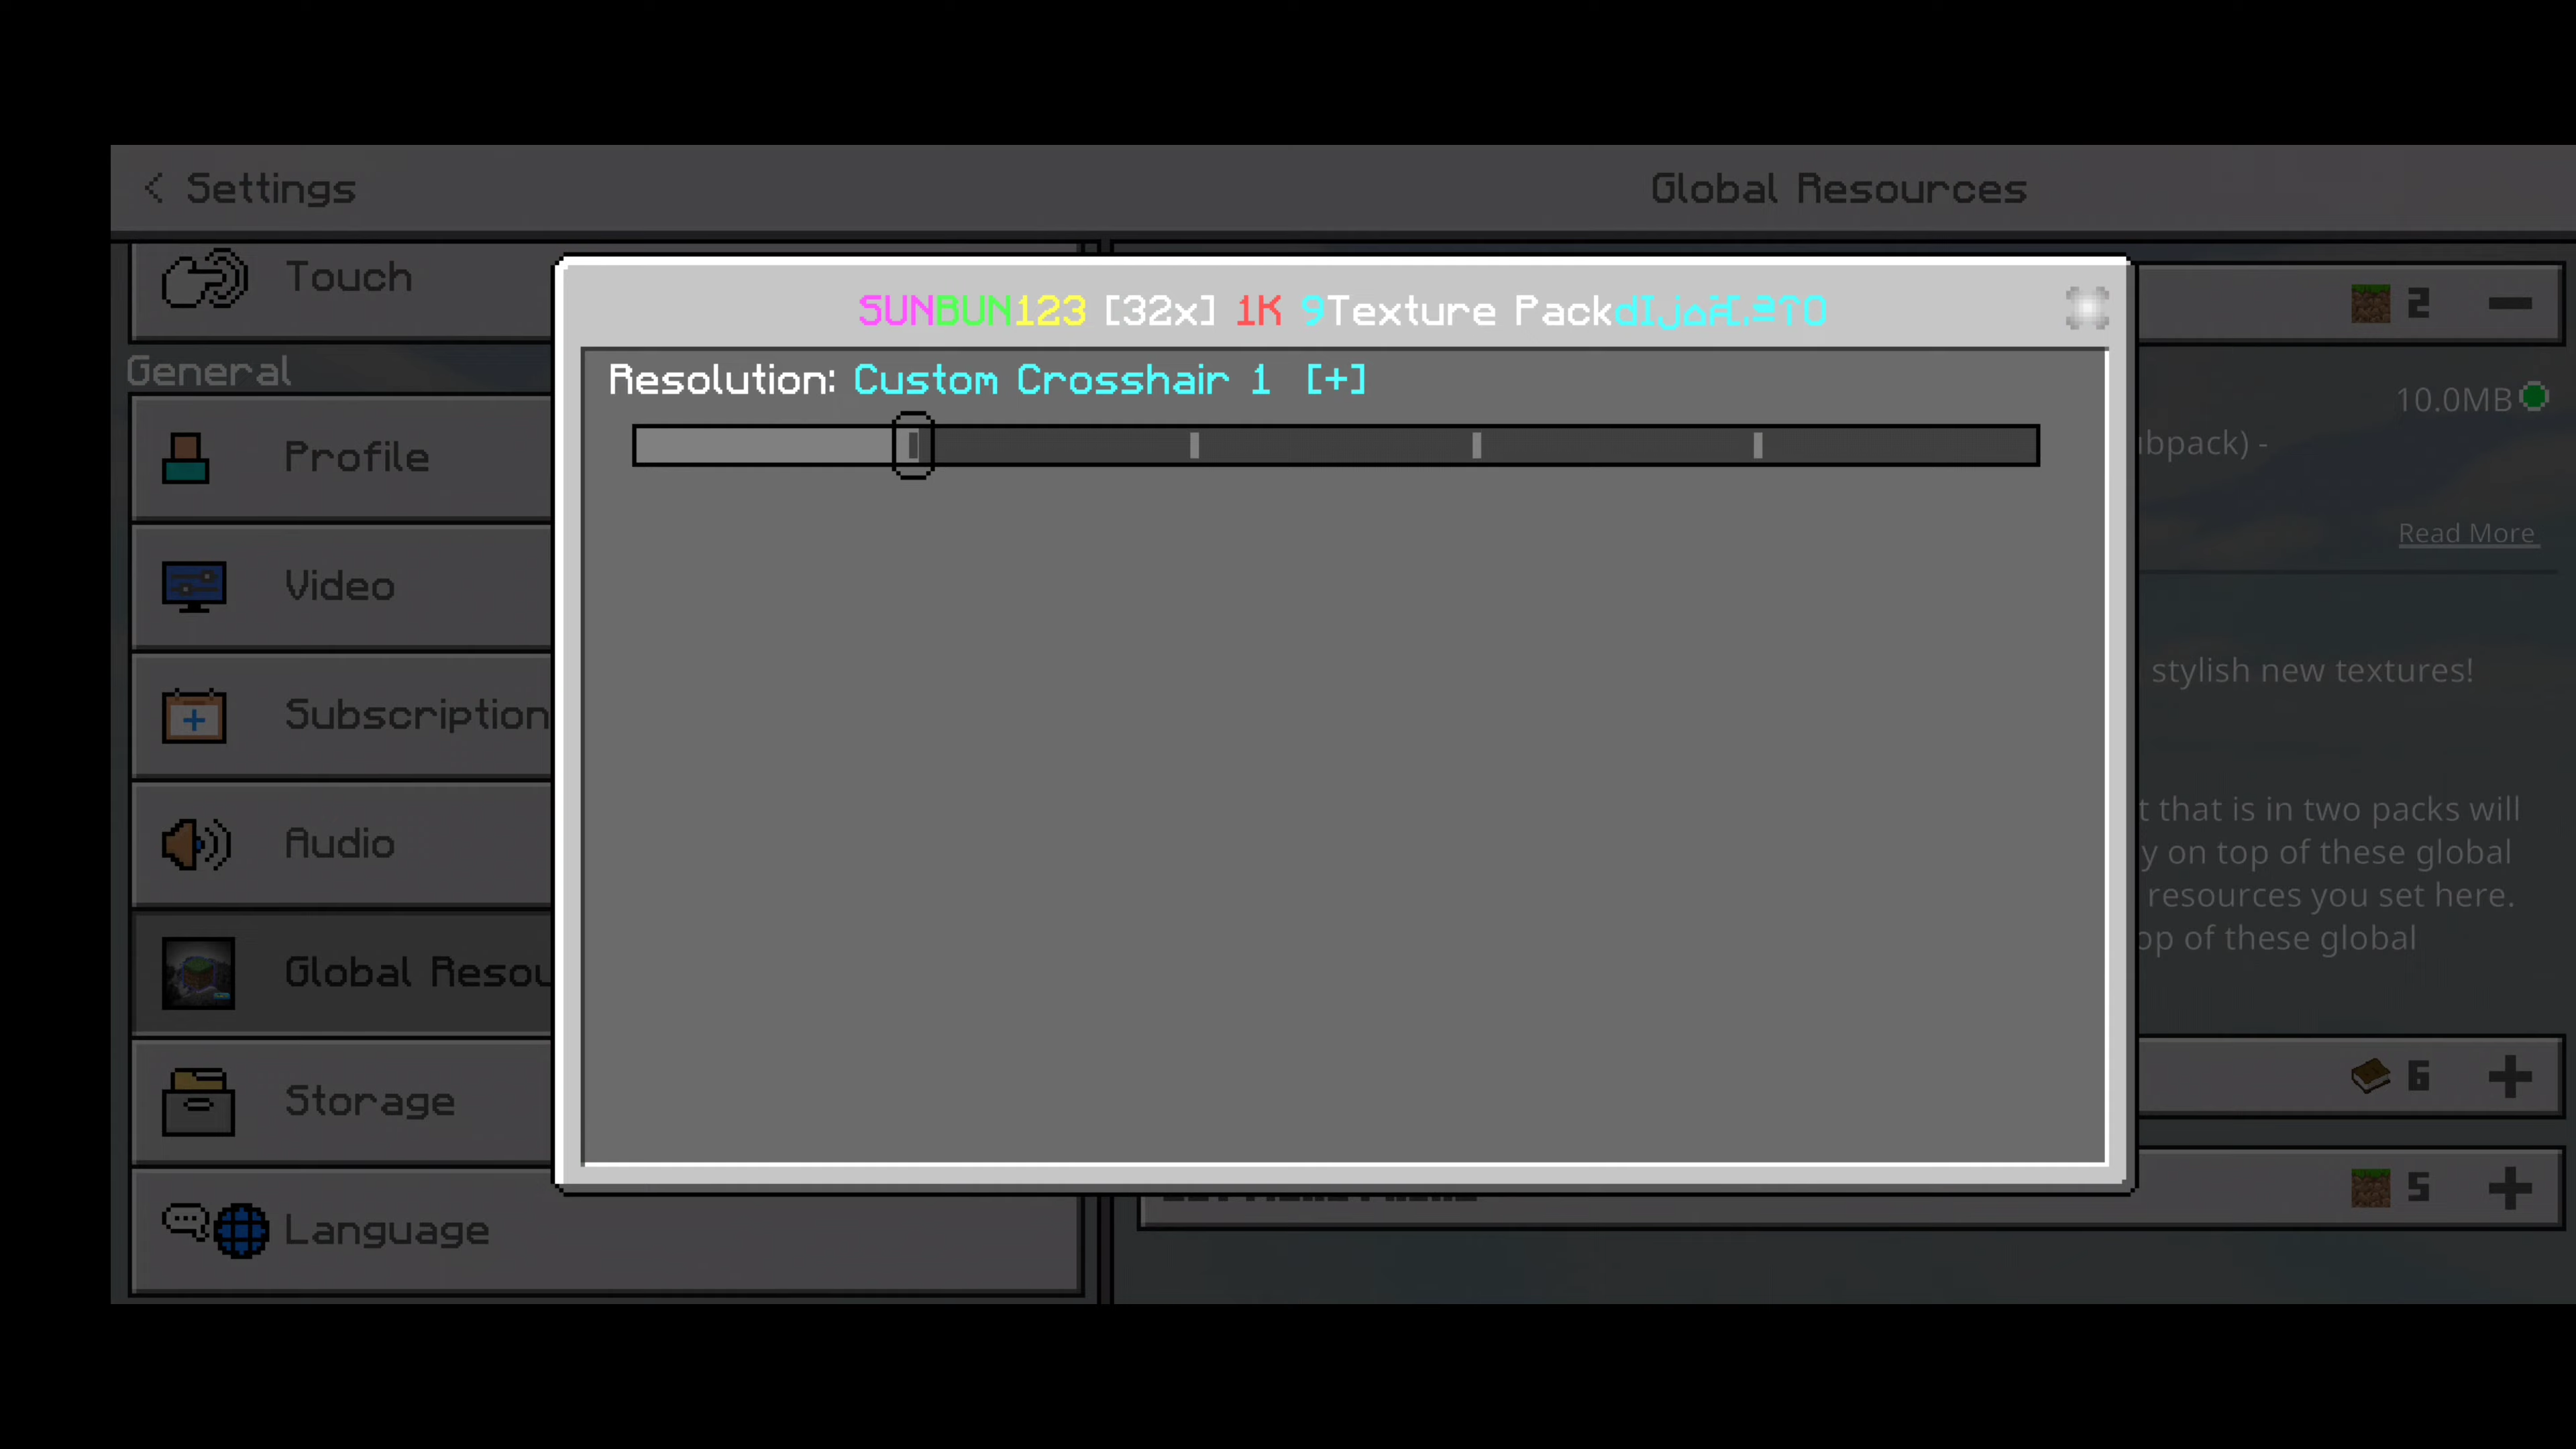 < Settings
Global Resources
Touch
General
Profile
Video
Subscription
Audio
Global Resou
Storage
Language
SUNBUN123 [32x] 1K 9Texture Pack
Resolution: Custom Crosshair 1 [+]
2
10.0MB
bpack) -
Read More
stylish new textures!
t that is in two packs will
y on top of these global
resources you set here.
op of these global
6
5